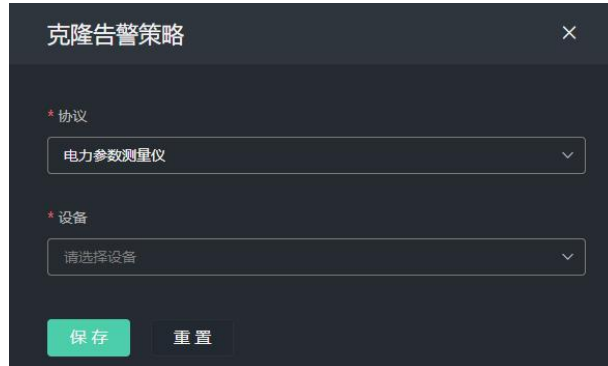 克隆告警策略
* 协议
电力参数测量仪
* 设备
请选择设备
保存 重置